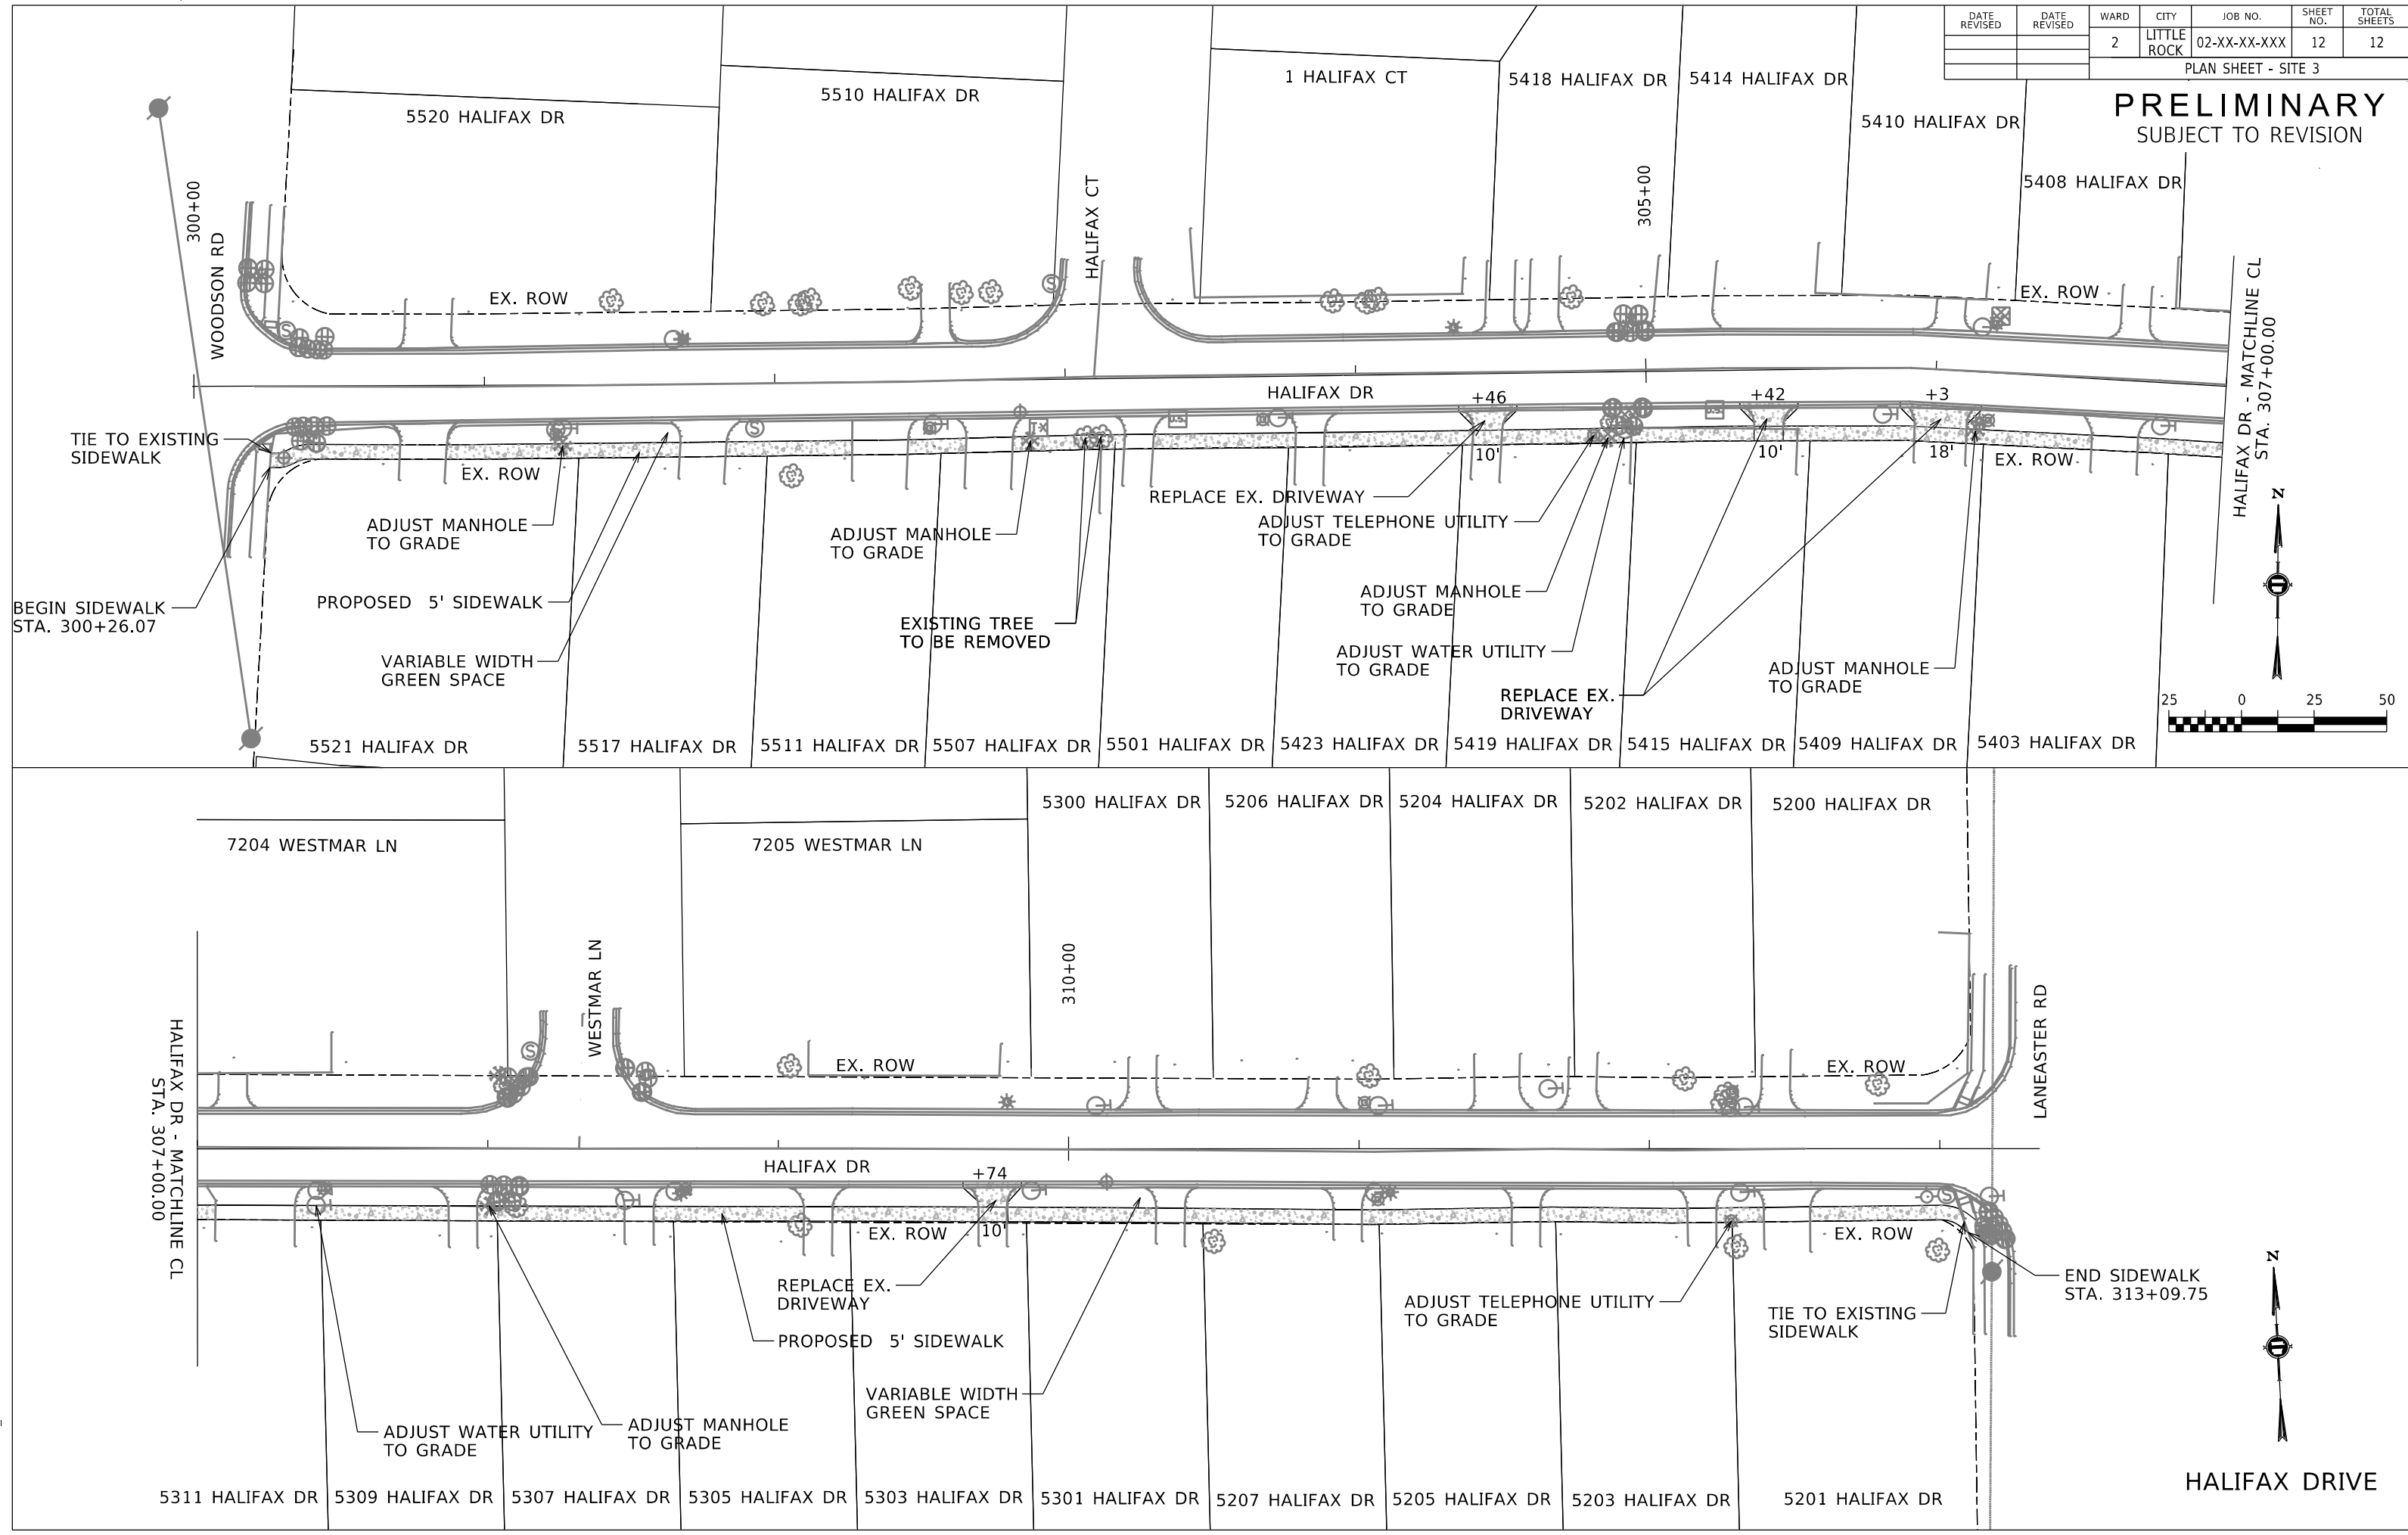 DATE REVISED
DATE REVISED
WARD
CITY
JOB NO.
SHEET NO.
TOTAL SHEETS
2
LITTLE ROCK
02-XX-XX-XXX
12
12
PLAN SHEET - SITE 3
PRELIMINARY
SUBJECT TO REVISION
5520 HALIFAX DR
5510 HALIFAX DR
1 HALIFAX CT
5418 HALIFAX DR
5414 HALIFAX DR
5410 HALIFAX DR
5408 HALIFAX DR
300+00
WOODSON RD
HALIFAX CT
305+00
EX. ROW
EX. ROW
HALIFAX DR - MATCHLINE CL
STA. 307+00.00
HALIFAX DR
+46
+42
+3
TIE TO EXISTING
SIDEWALK
EX. ROW
10'
10'
18'
EX. ROW
REPLACE EX. DRIVEWAY
ADJUST MANHOLE
TO GRADE
ADJUST MANHOLE
TO GRADE
ADJUST TELEPHONE UTILITY
TO GRADE
N
BEGIN SIDEWALK
STA. 300+26.07
PROPOSED 5' SIDEWALK
EXISTING TREE
TO BE REMOVED
ADJUST MANHOLE
TO GRADE
VARIABLE WIDTH
GREEN SPACE
ADJUST WATER UTILITY
TO GRADE
ADJUST MANHOLE
TO GRADE
REPLACE EX.
DRIVEWAY
25 0 25 50
5521 HALIFAX DR
5517 HALIFAX DR
5511 HALIFAX DR
5507 HALIFAX DR
5501 HALIFAX DR
5423 HALIFAX DR
5419 HALIFAX DR
5415 HALIFAX DR
5409 HALIFAX DR
5403 HALIFAX DR
7204 WESTMAR LN
7205 WESTMAR LN
5300 HALIFAX DR
5206 HALIFAX DR
5204 HALIFAX DR
5202 HALIFAX DR
5200 HALIFAX DR
WESTMAR LN
310+00
LANEASTER RD
EX. ROW
EX. ROW
HALIFAX DR - MATCHLINE CL
STA. 307+00.00
HALIFAX DR
+74
EX. ROW
10'
EX. ROW
REPLACE EX.
DRIVEWAY
PROPOSED 5' SIDEWALK
ADJUST TELEPHONE UTILITY
TO GRADE
TIE TO EXISTING
SIDEWALK
END SIDEWALK
STA. 313+09.75
N
VARIABLE WIDTH
GREEN SPACE
ADJUST WATER UTILITY
TO GRADE
ADJUST MANHOLE
TO GRADE
5311 HALIFAX DR
5309 HALIFAX DR
5307 HALIFAX DR
5305 HALIFAX DR
5303 HALIFAX DR
5301 HALIFAX DR
5207 HALIFAX DR
5205 HALIFAX DR
5203 HALIFAX DR
5201 HALIFAX DR
HALIFAX DRIVE